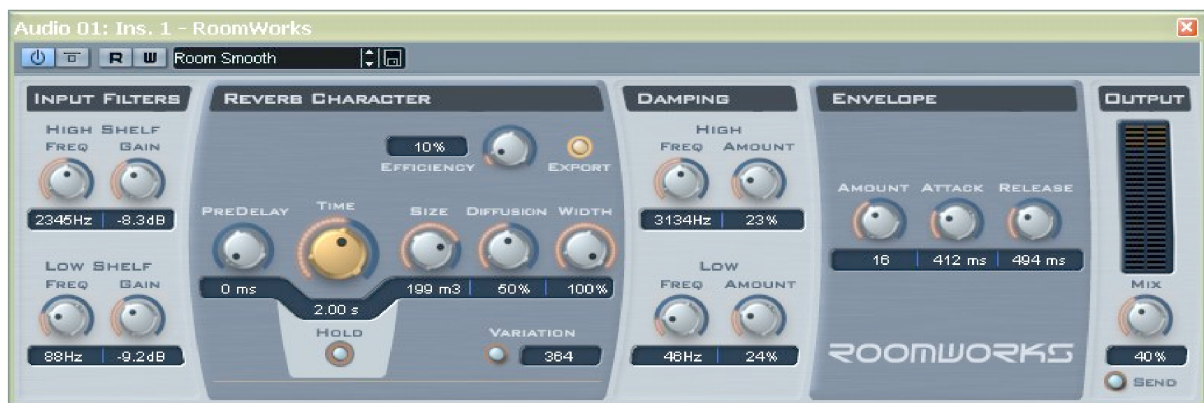 Audio 01: Ins. 1 - RoomWorks
R W Room Smooth
INPUT FILTERS
HIGH SHELF
FREQ GAIN
2345Hz -8.3dB
LOW SHELF
FREQ GAIN
88Hz -9.2dB
REVERB CHARACTER
10%
EFFICIENCY EXPORT
PREDELAY TIME SIZE DIFFUSION WIDTH
0 ms 2.00 s 199 m3 50% 100%
HOLD
VARIATION
364
DAMPING
HIGH
FREQ AMOUNT
3134Hz 23%
LOW
FREQ AMOUNT
46Hz 24%
ENVELOPE
AMOUNT ATTACK RELEASE
16 412 ms 494 ms
ROOMWORKS
OUTPUT
MIX
40%
SEND